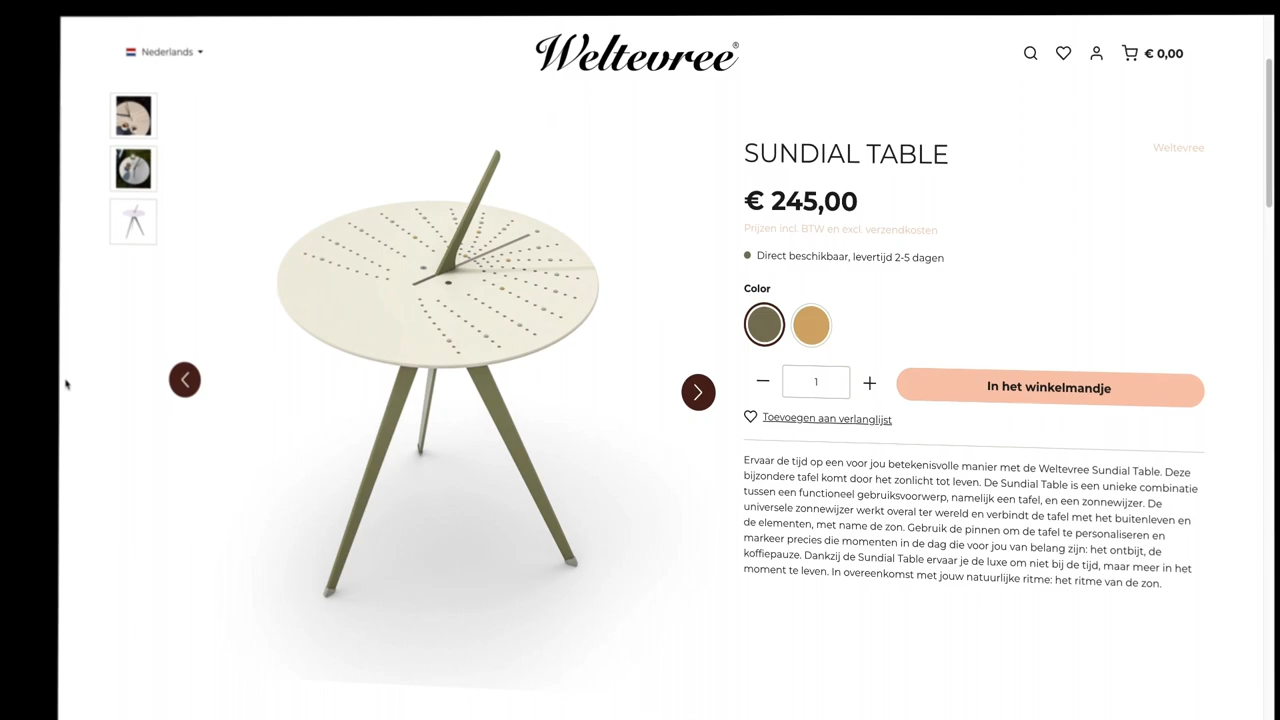 Nederlands
Weltevree®
€ 0,00
SUNDIAL TABLE
Weltevree
€ 245,00
Prijzen incl. BTW en excl. verzendkosten
Direct beschikbaar, levertijd 2-5 dagen
Color
1
In het winkelmandje
Toevoegen aan verlanglijst
Ervaar de tijd op een voor jou betekenisvolle manier met de Weltevree Sundial Table. Deze
bijzondere tafel komt door het zonlicht tot leven. De Sundial Table is een unieke combinatie
tussen een functioneel gebruiksvoorwerp, namelijk een tafel, en een zonnewijzer. De
universele zonnewijzer werkt overal ter wereld en verbindt de tafel met het buitenleven en
de elementen, met name de zon. Gebruik de pinnen om de tafel te personaliseren en
markeer precies die momenten in de dag die voor jou van belang zijn: het ontbijt, de
koffiepauze. Dankzij de Sundial Table ervaar je de luxe om niet bij de tijd, maar meer in het
moment te leven. In overeenkomst met jouw natuurlijke ritme: het ritme van de zon.